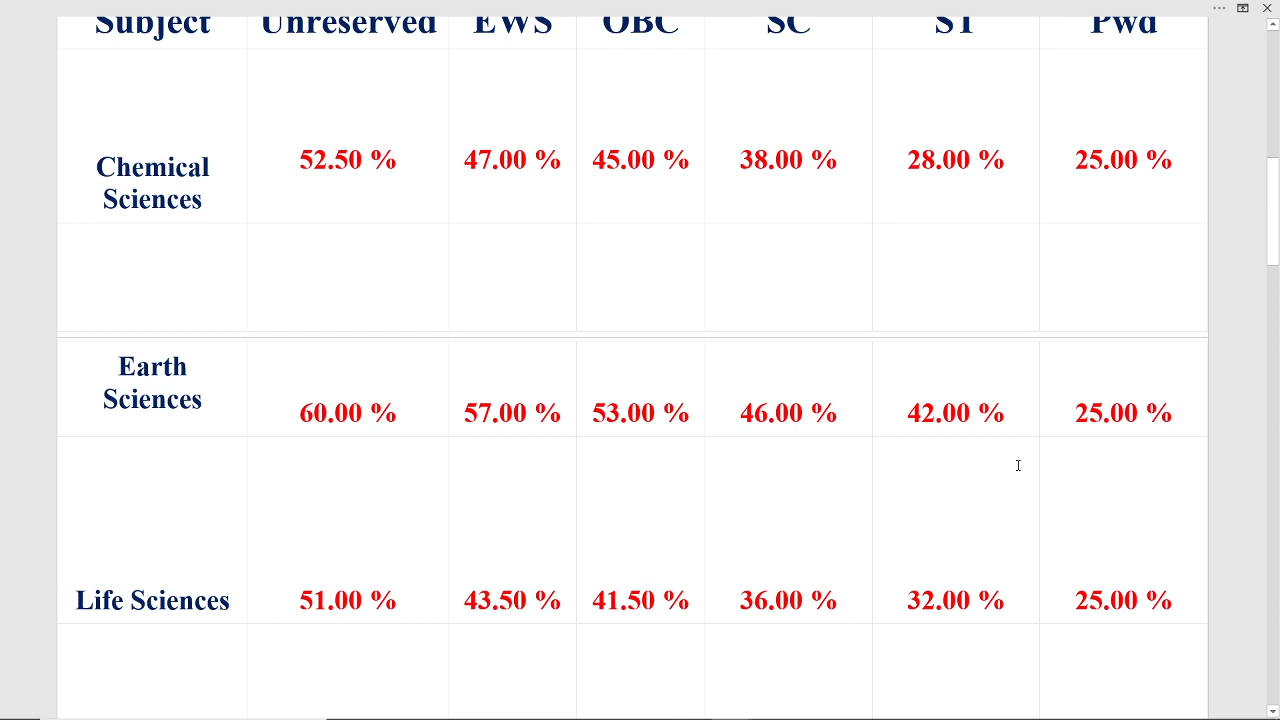 Subject Unreserved EWS OBC SC ST Pwd
Chemical
Sciences
52.50 % 47.00 % 45.00 % 38.00 % 28.00 % 25.00 %
Earth
Sciences
60.00 % 57.00 % 53.00 % 46.00 % 42.00 % 25.00 %
Life Sciences 51.00 % 43.50 % 41.50 % 36.00 % 32.00 % 25.00 %